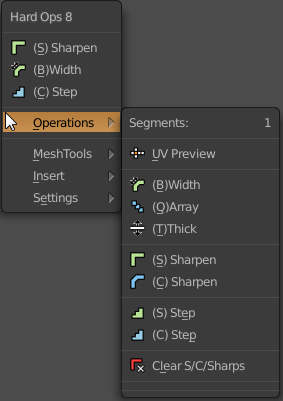 Hard Ops 8
(S) Sharpen
(B)Width
(C) Step
Operations
MeshTools
Insert
Settings
Segments: 1
UV Preview
(B)Width
(Q)Array
(T)Thick
(S) Sharpen
(C) Sharpen
(S) Step
(C) Step
Clear S/C/Sharps